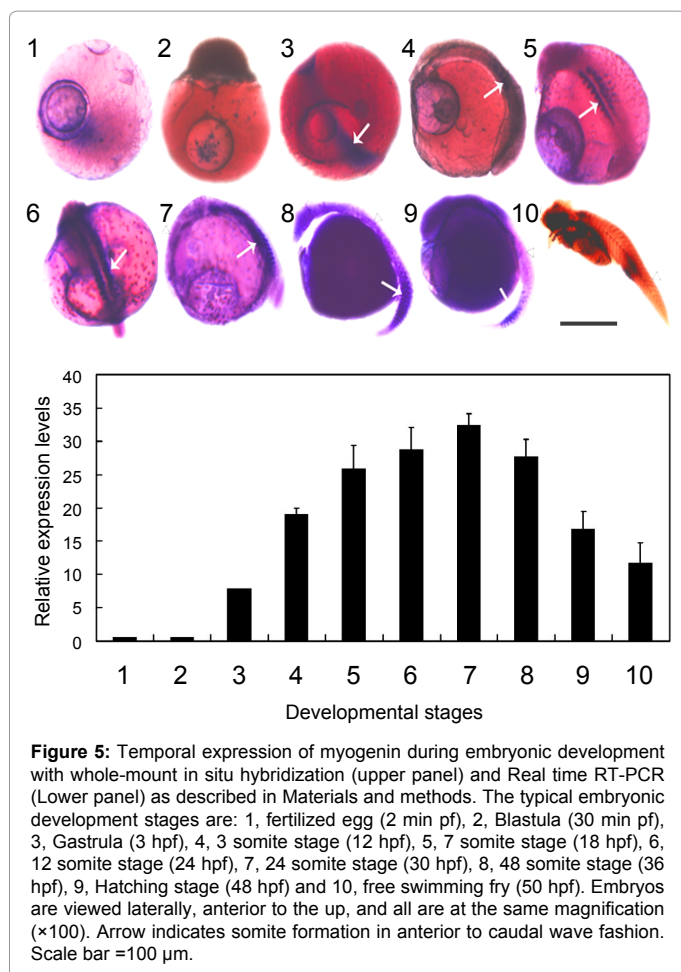 1 2 3 4 5
6 7 8 9 10
40
35
30
25
20
15
10
5
0
Relative expression levels
1 2 3 4 5 6 7 8 9 10
Developmental stages
Figure 5: Temporal expression of myogenin during embryonic development
with whole-mount in situ hybridization (upper panel) and Real time RT-PCR
(Lower panel) as described in Materials and methods. The typical embryonic
development stages are: 1, fertilized egg (2 min pf), 2, Blastula (30 min pf),
3, Gastrula (3 hpf), 4, 3 somite stage (12 hpf), 5, 7 somite stage (18 hpf), 6,
12 somite stage (24 hpf), 7, 24 somite stage (30 hpf), 8, 48 somite stage (36
hpf), 9, Hatching stage (48 hpf) and 10, free swimming fry (50 hpf). Embryos
are viewed laterally, anterior to the up, and all are at the same magnification
(×100). Arrow indicates somite formation in anterior to caudal wave fashion.
Scale bar =100 µm.